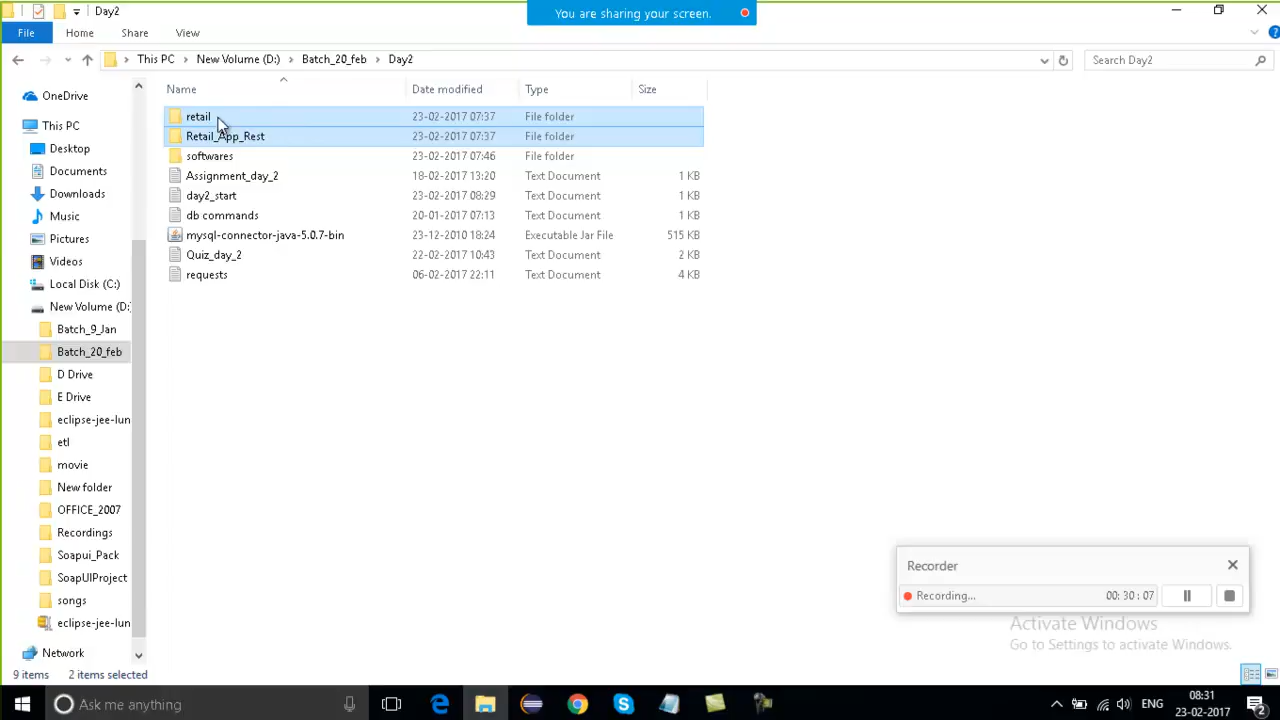 Day2
You are sharing your screen.
File Home Share View
This PC New Volume (D:) Batch_20_feb Day2 Search Day2
Name Date modified Type Size
OneDrive
This PC
Desktop
Documents
Downloads
Music
Pictures
Videos
Local Disk (C:)
New Volume (D:
Batch_9_Jan
Batch_20_feb
D Drive
E Drive
eclipse-jee-lun
etl
movie
New folder
OFFICE_2007
Recordings
Soapui_Pack
SoapUIProject
songs
eclipse-jee-lun
Network
retail 23-02-2017 07:37 File folder
Retail_App_Rest 23-02-2017 07:37 File folder
softwares 23-02-2017 07:46 File folder
Assignment_day_2 18-02-2017 13:20 Text Document 1 KB
day2_start 23-02-2017 08:29 Text Document 1 KB
db commands 20-01-2017 07:13 Text Document 1 KB
mysql-connector-java-5.0.7-bin 23-12-2010 18:24 Executable Jar File 515 KB
Quiz_day_2 22-02-2017 10:43 Text Document 2 KB
requests 06-02-2017 22:11 Text Document 4 KB
Recorder
Recording... 00:30:07
Activate Windows
Go to Settings to activate Windows.
9 items 2 items selected
Ask me anything
ENG
08:31
23-02-2017
2